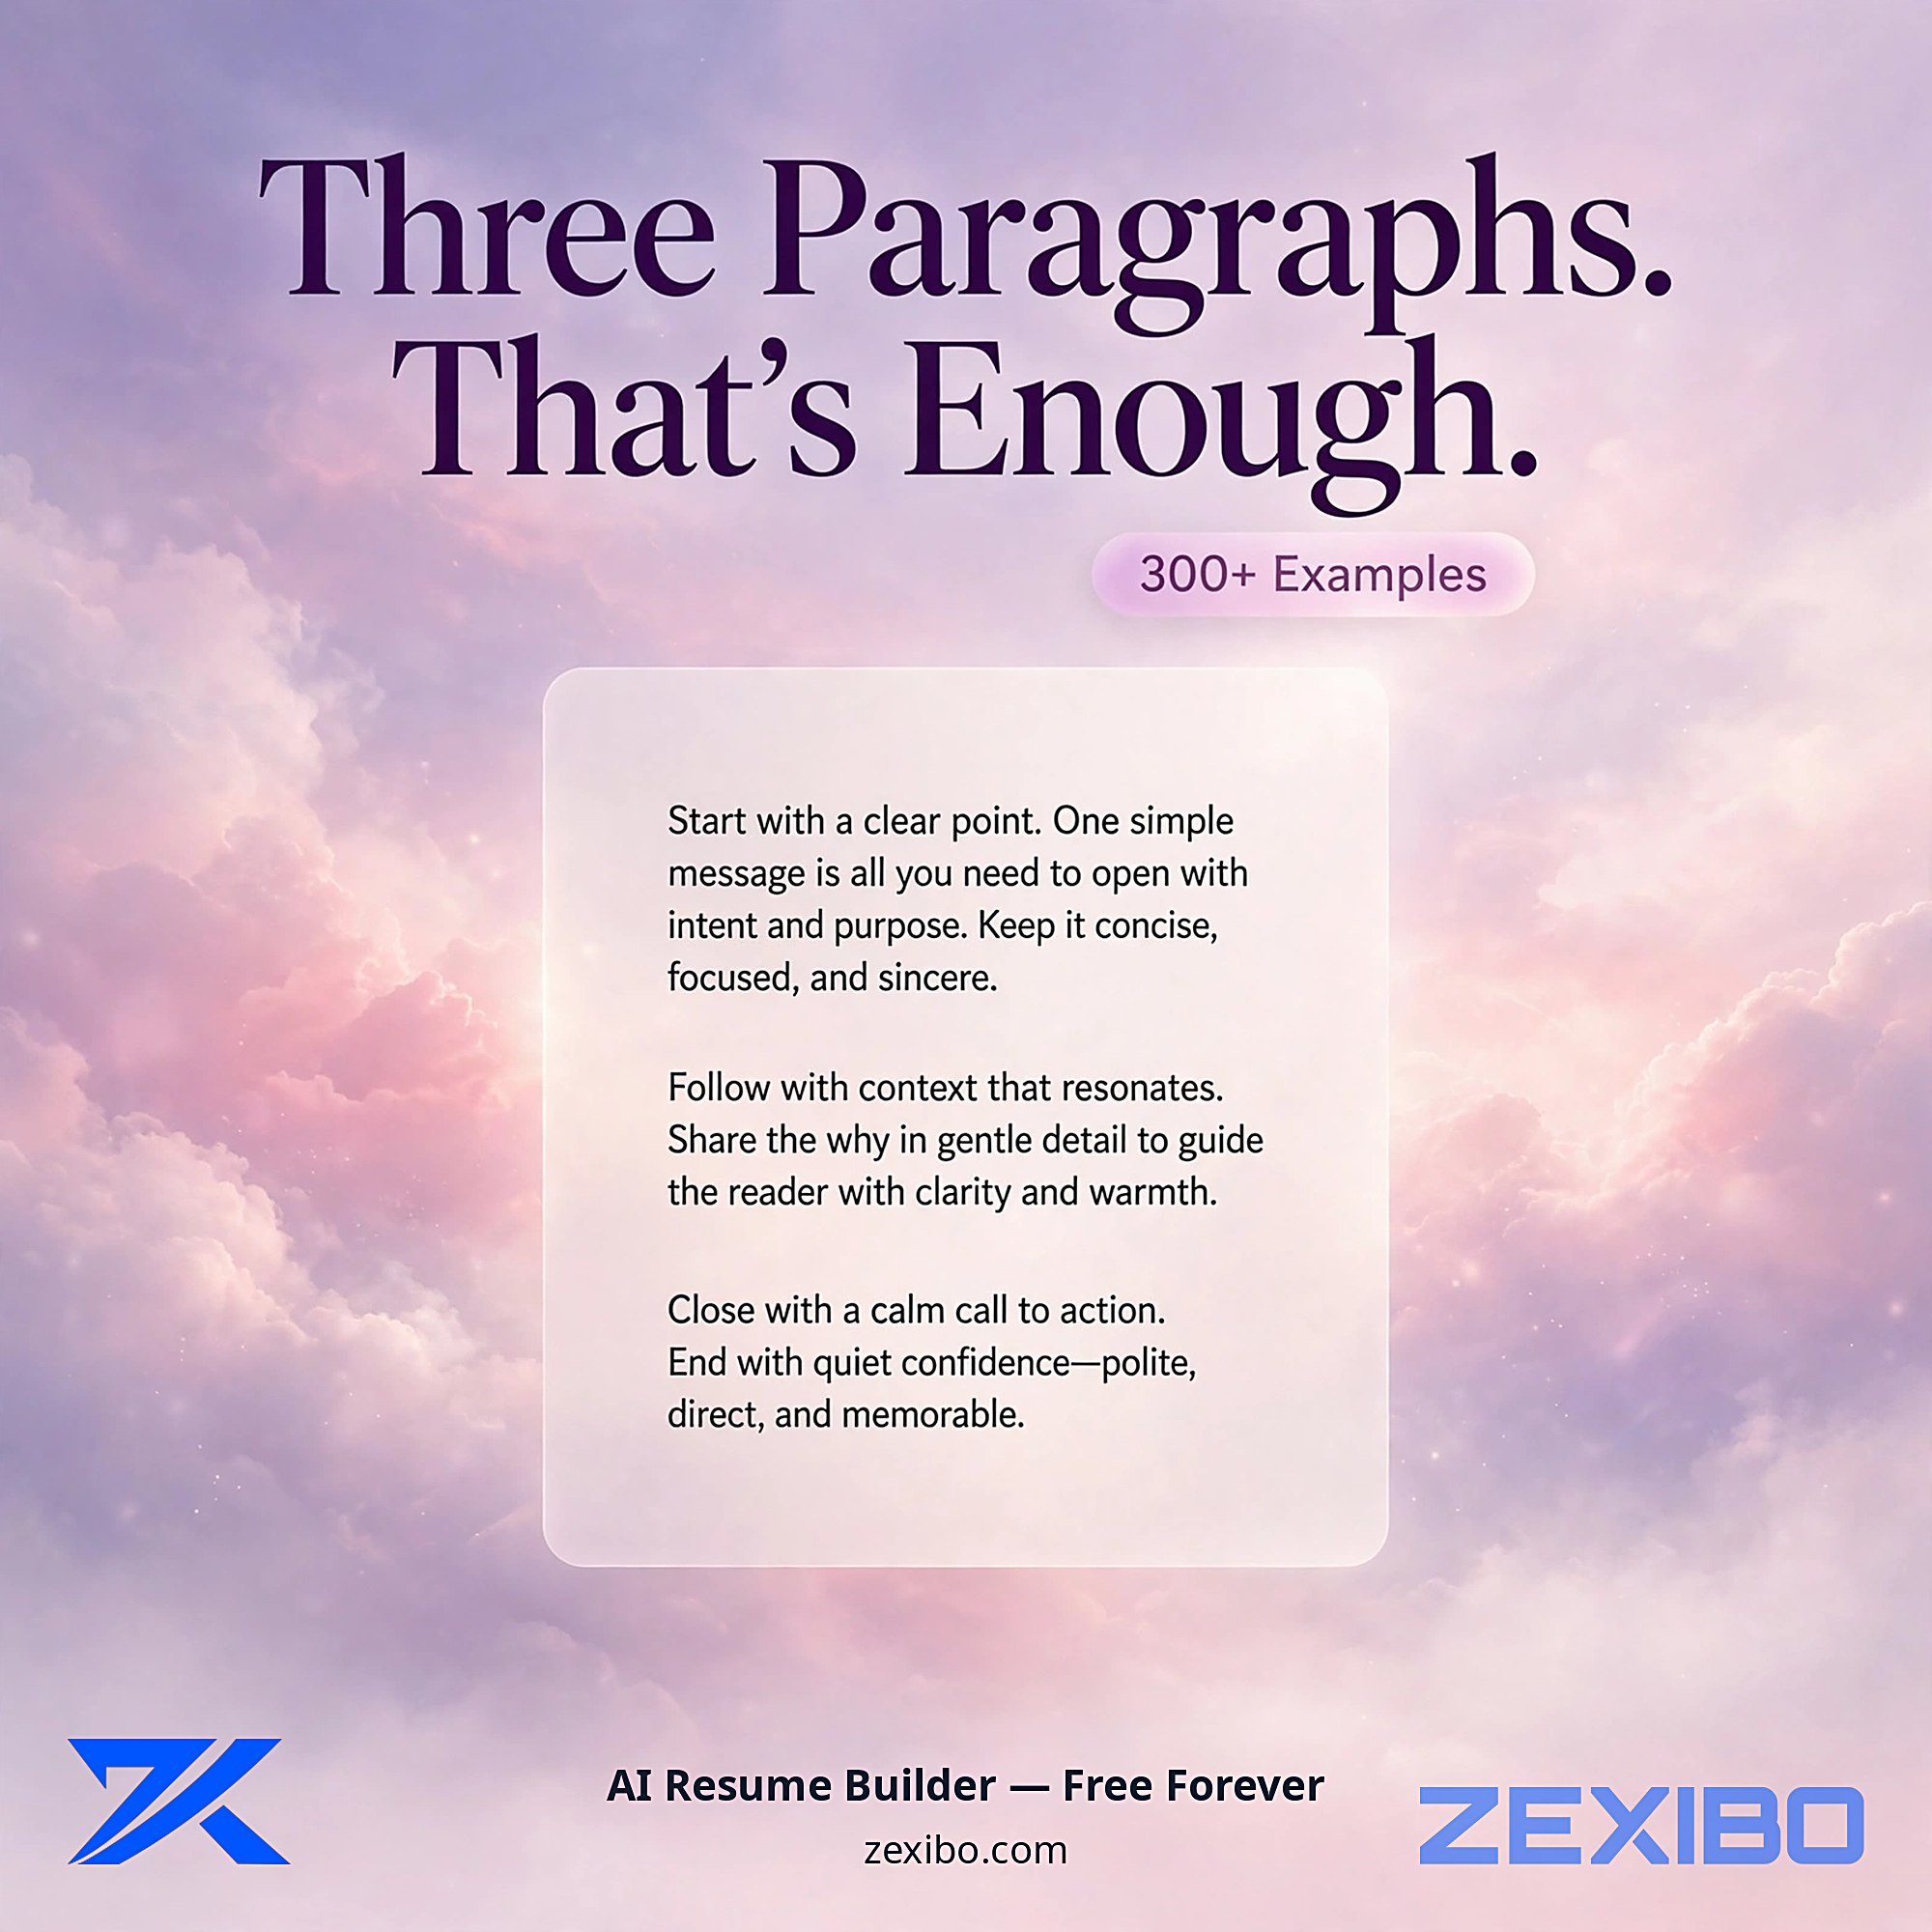 Three Paragraphs.
That’s Enough.
300+ Examples
Start with a clear point. One simple
message is all you need to open with
intent and purpose. Keep it concise,
focused, and sincere.
Follow with context that resonates.
Share the why in gentle detail to guide
the reader with clarity and warmth.
Close with a calm call to action.
End with quiet confidence—polite,
direct, and memorable.
AI Resume Builder — Free Forever
zexibo.com
ZEXIBO